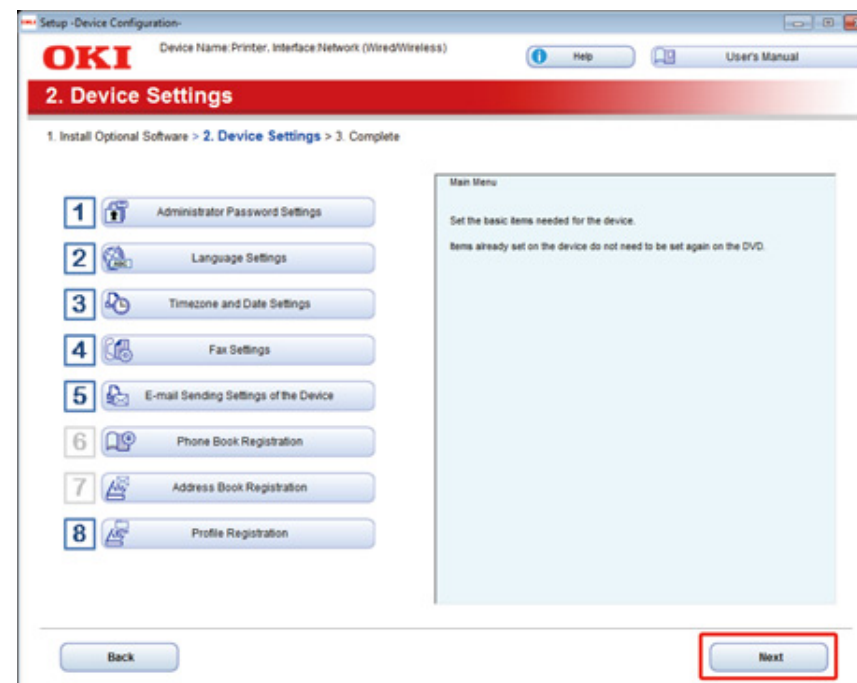 Setup -Device Configuration-
OKI
Device Name:Printer, Interface:Network (Wired/Wireless)
Help
User's Manual
2. Device Settings
1. Install Optional Software > 2. Device Settings > 3. Complete
Main Menu
Set the basic items needed for the device.
Items already set on the device do not need to be set again on the DVD.
1 Administrator Password Settings
2 Language Settings
3 Timezone and Date Settings
4 Fax Settings
5 E-mail Sending Settings of the Device
6 Phone Book Registration
7 Address Book Registration
8 Profile Registration
Back
Next